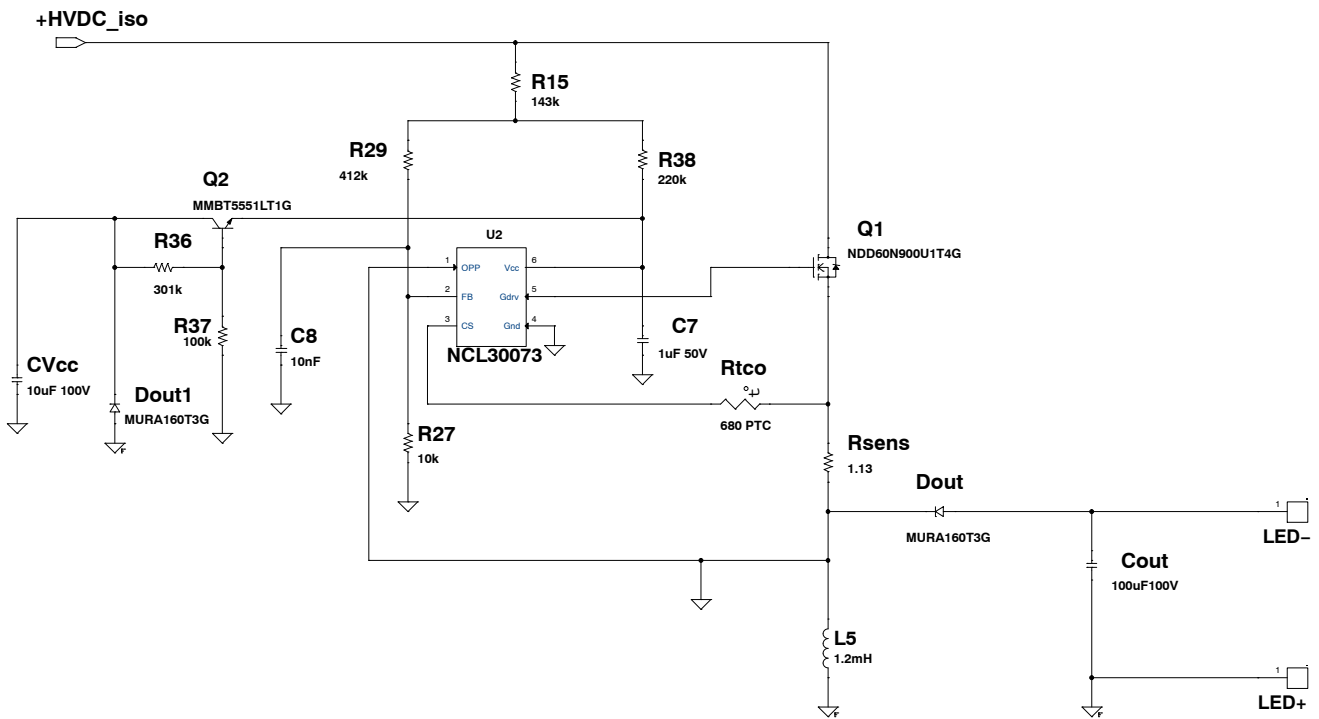 +HVDC_iso
R15
143k
R29
412k
R38
220k
Q2
MMBT5551LT1G
R36
301k
R37
100k
U2
1 OPP Vcc 6
2 FB Gdrv 5
3 CS Gnd 4
NCL30073
Q1
NDD60N900U1T4G
C8
10nF
C7
1uF 50V
CVcc
10uF 100V
Dout1
MURA160T3G
F
Rtco
t°
680 PTC
R27
10k
Rsens
1.13
Dout
MURA160T3G
1
LED–
Cout
100uF100V
L5
1.2mH
F
F
1
LED+